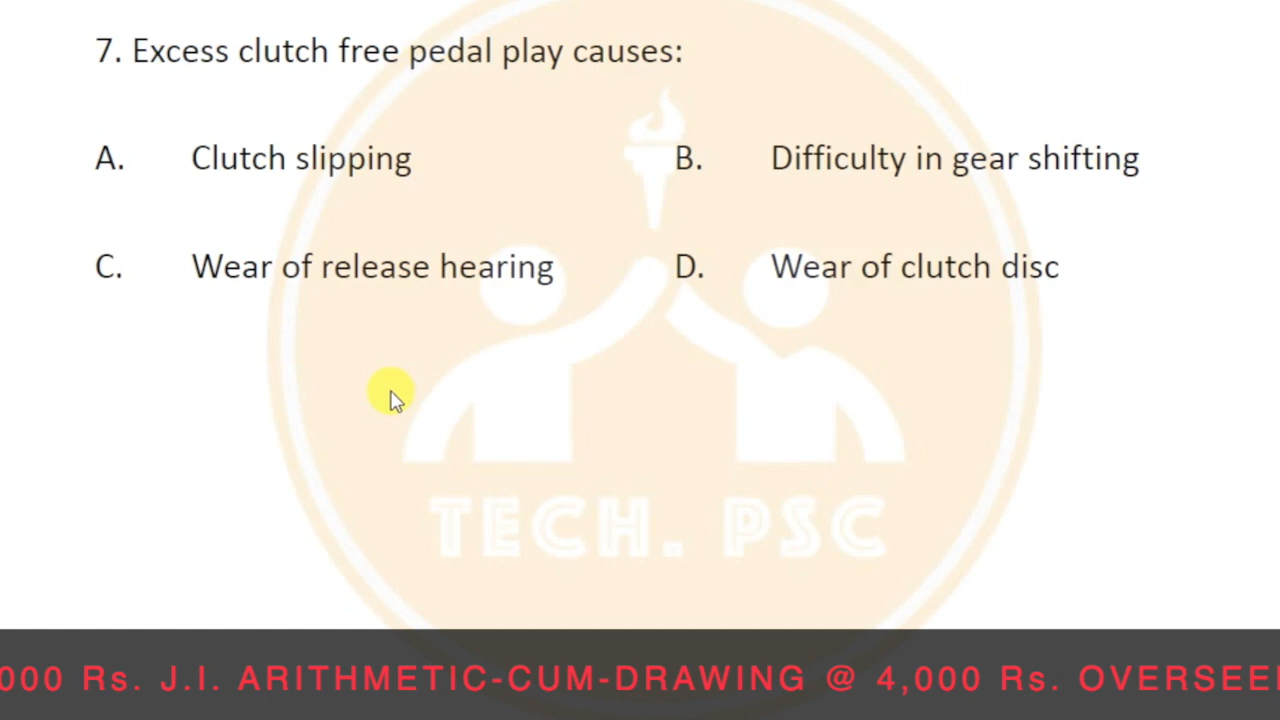 7. Excess clutch free pedal play causes:
A. Clutch slipping B. Difficulty in gear shifting
C. Wear of release hearing D. Wear of clutch disc
TECH. PSC
000 Rs. J.I. ARITHMETIC-CUM-DRAWING @ 4,000 Rs. OVERSEE